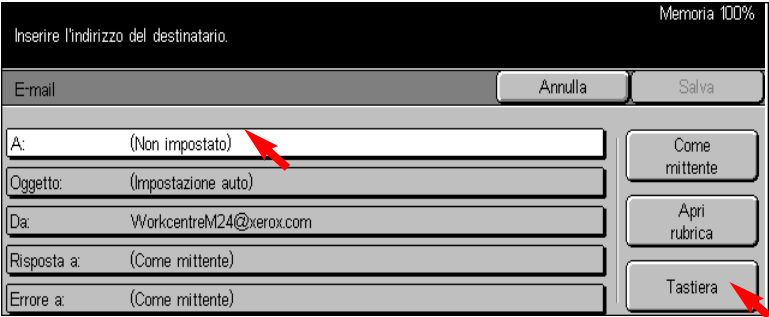 Memoria 100%
Inserire l'indirizzo del destinatario.
E-mail
Annulla
Salva
A: (Non impostato)
Oggetto: (Impostazione auto)
Da: WorkcentreM24@xerox.com
Risposta a: (Come mittente)
Errore a: (Come mittente)
Come
mittente
Apri
rubrica
Tastiera